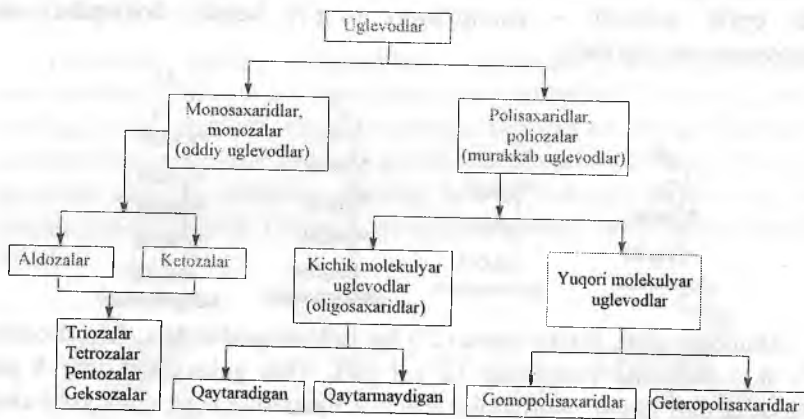 Uglevodlar
Monosaxaridlar,
monozalar
(oddiy uglevodlar)
Polisaxaridlar,
poliozalar
(murakkab uglevodlar)
Aldozalar
Ketozalar
Kichik molekulyar
uglevodlar
(oligosaxaridlar)
Yuqori molekulyar
uglevodlar
Triozalar
Tetrozalar
Pentozalar
Geksozalar
Qaytaradigan
Qaytarmaydigan
Gomopolisaxaridlar
Geteropolisaxaridlar